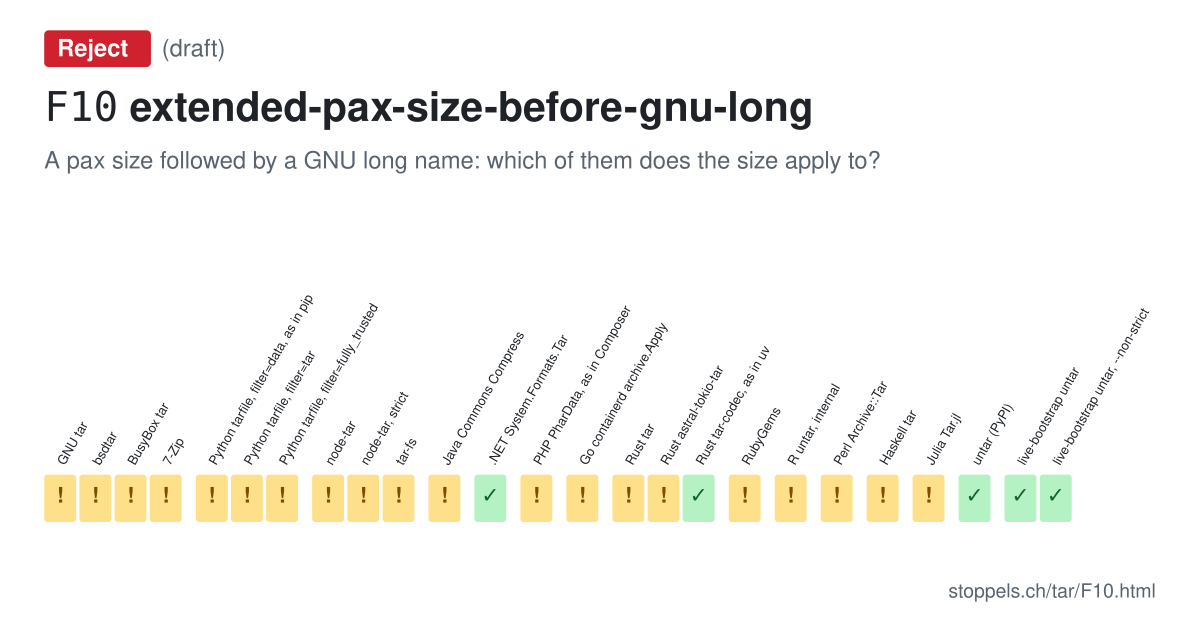 Reject (draft)
F10 extended-pax-size-before-gnu-long
A pax size followed by a GNU long name: which of them does the size apply to?
GNU tar
bsdtar
BusyBox tar
7-Zip
Python tarfile, filter=data, as in pip
Python tarfile, filter=tar
Python tarfile, filter=fully_trusted
node-tar
node-tar, strict
tar-fs
Java Commons Compress
.NET System.Formats.Tar
PHP PharData, as in Composer
Go containerd archive.Apply
Rust tar
Rust astral-tokio-tar
Rust tar-codec, as in uv
RubyGems
R untar, internal
Perl Archive::Tar
Haskell tar
Julia Tar.jl
untar (PyPI)
live-bootstrap untar
live-bootstrap untar, --non-strict
! ! ! ! ! ! ! ! ! ! ! ✓ ! ! ! ! ✓ ! ! ! ! ! ✓ ✓ ✓
stoppels.ch/tar/F10.html